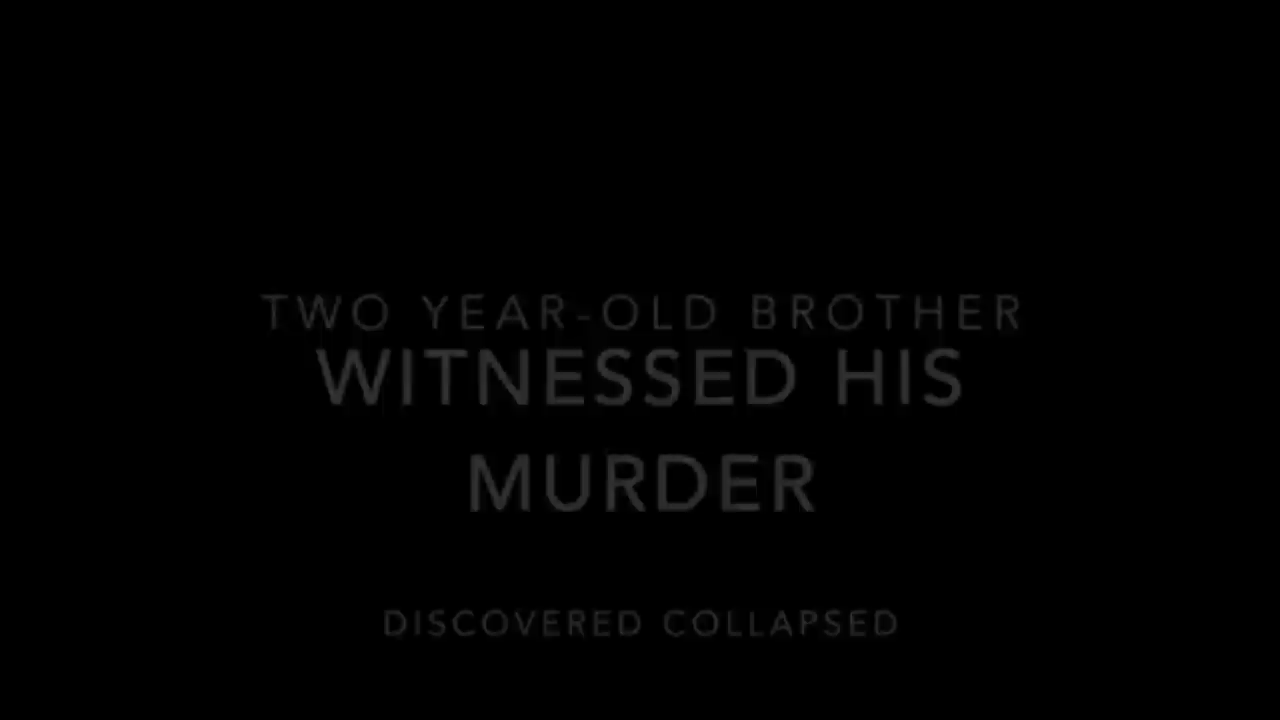 TWO YEAR-OLD BROTHER
WITNESSED HIS
MURDER
DISCOVERED COLLAPSED